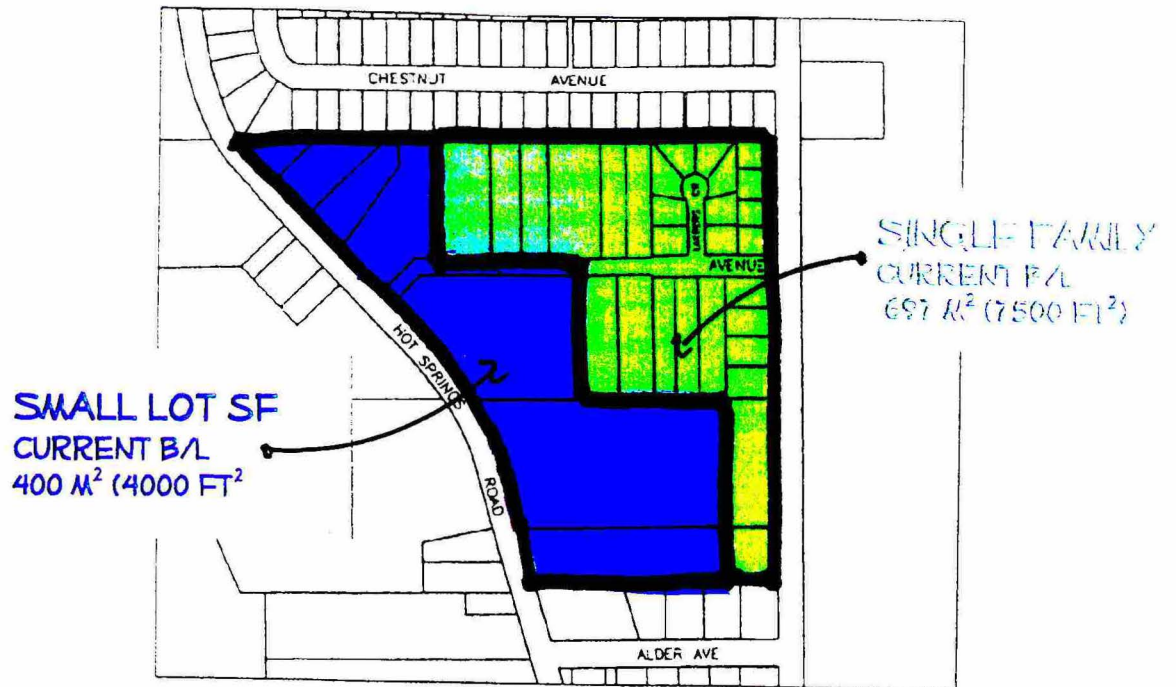 CHESTNUT AVENUE
AVENUE
SINGLE FAMILY
CURRENT B/L
697 M² (7500 FT²)
HOT SPRINGS
ROAD
SMALL LOT SF
CURRENT B/L
400 M² (4000 FT²
ALDER AVE